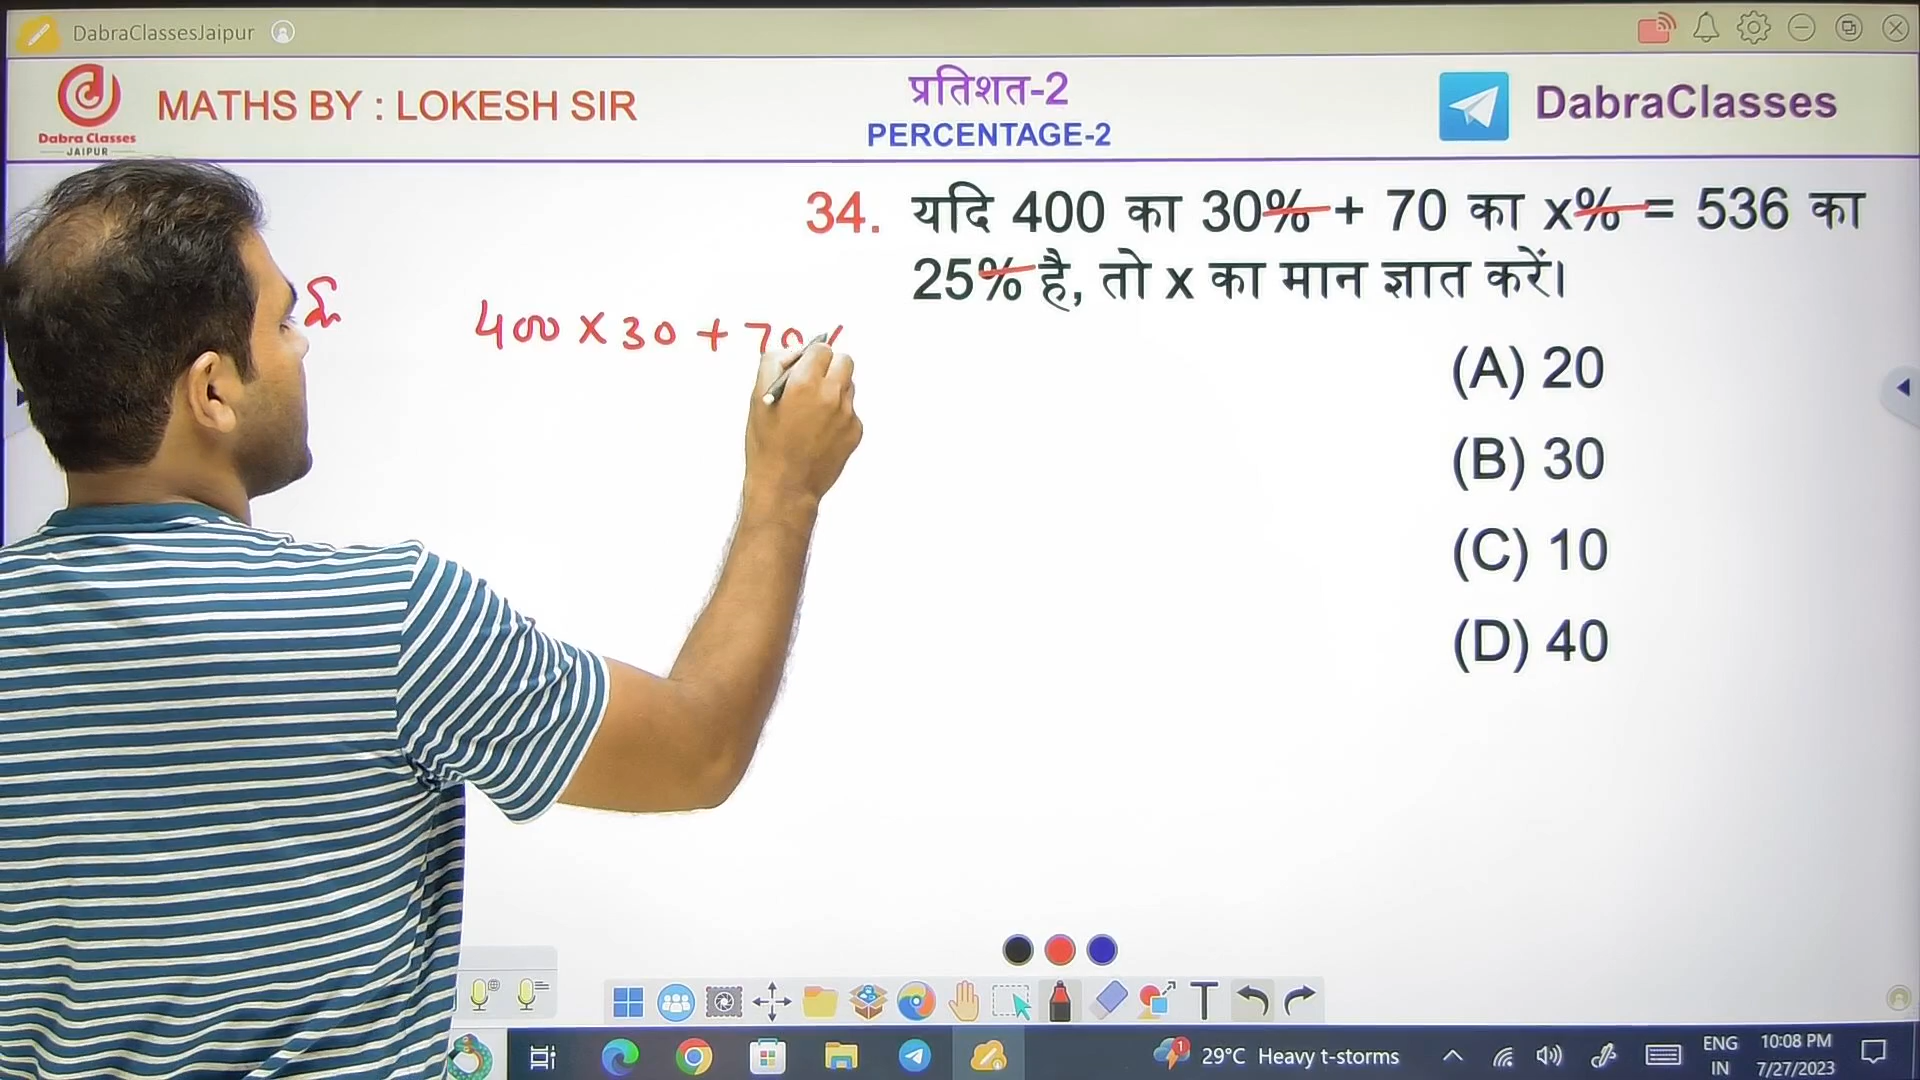 DabraClassesJaipur
Dabra Classes
JAIPUR
MATHS BY : LOKESH SIR
प्रतिशत-2
PERCENTAGE-2
DabraClasses
34. यदि 400 का 30% + 70 का x% = 536 का
25% है, तो x का मान ज्ञात करें।
400 × 30 + 70
(A) 20
(B) 30
(C) 10
(D) 40
29°C Heavy t-storms
ENG
IN
10:08 PM
7/27/2023